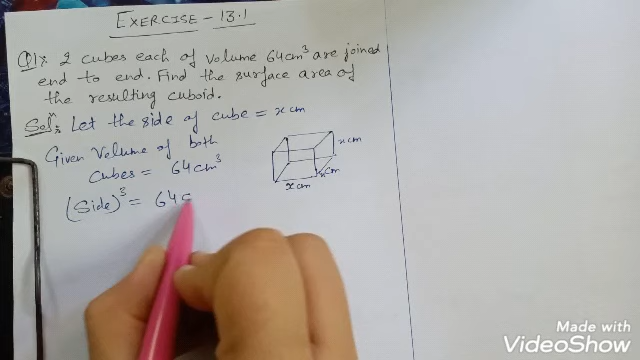 EXERCISE - 13.1
Q1: 2 cubes each of volume 64cm³ are joined
end to end. Find the surface area of
the resulting cuboid.
Sol: Let the side of cube = x cm
Given Volume of both
cubes = 64cm³
(Side)³ = 64c
x cm
x cm
x cm
Made with
VideoShow